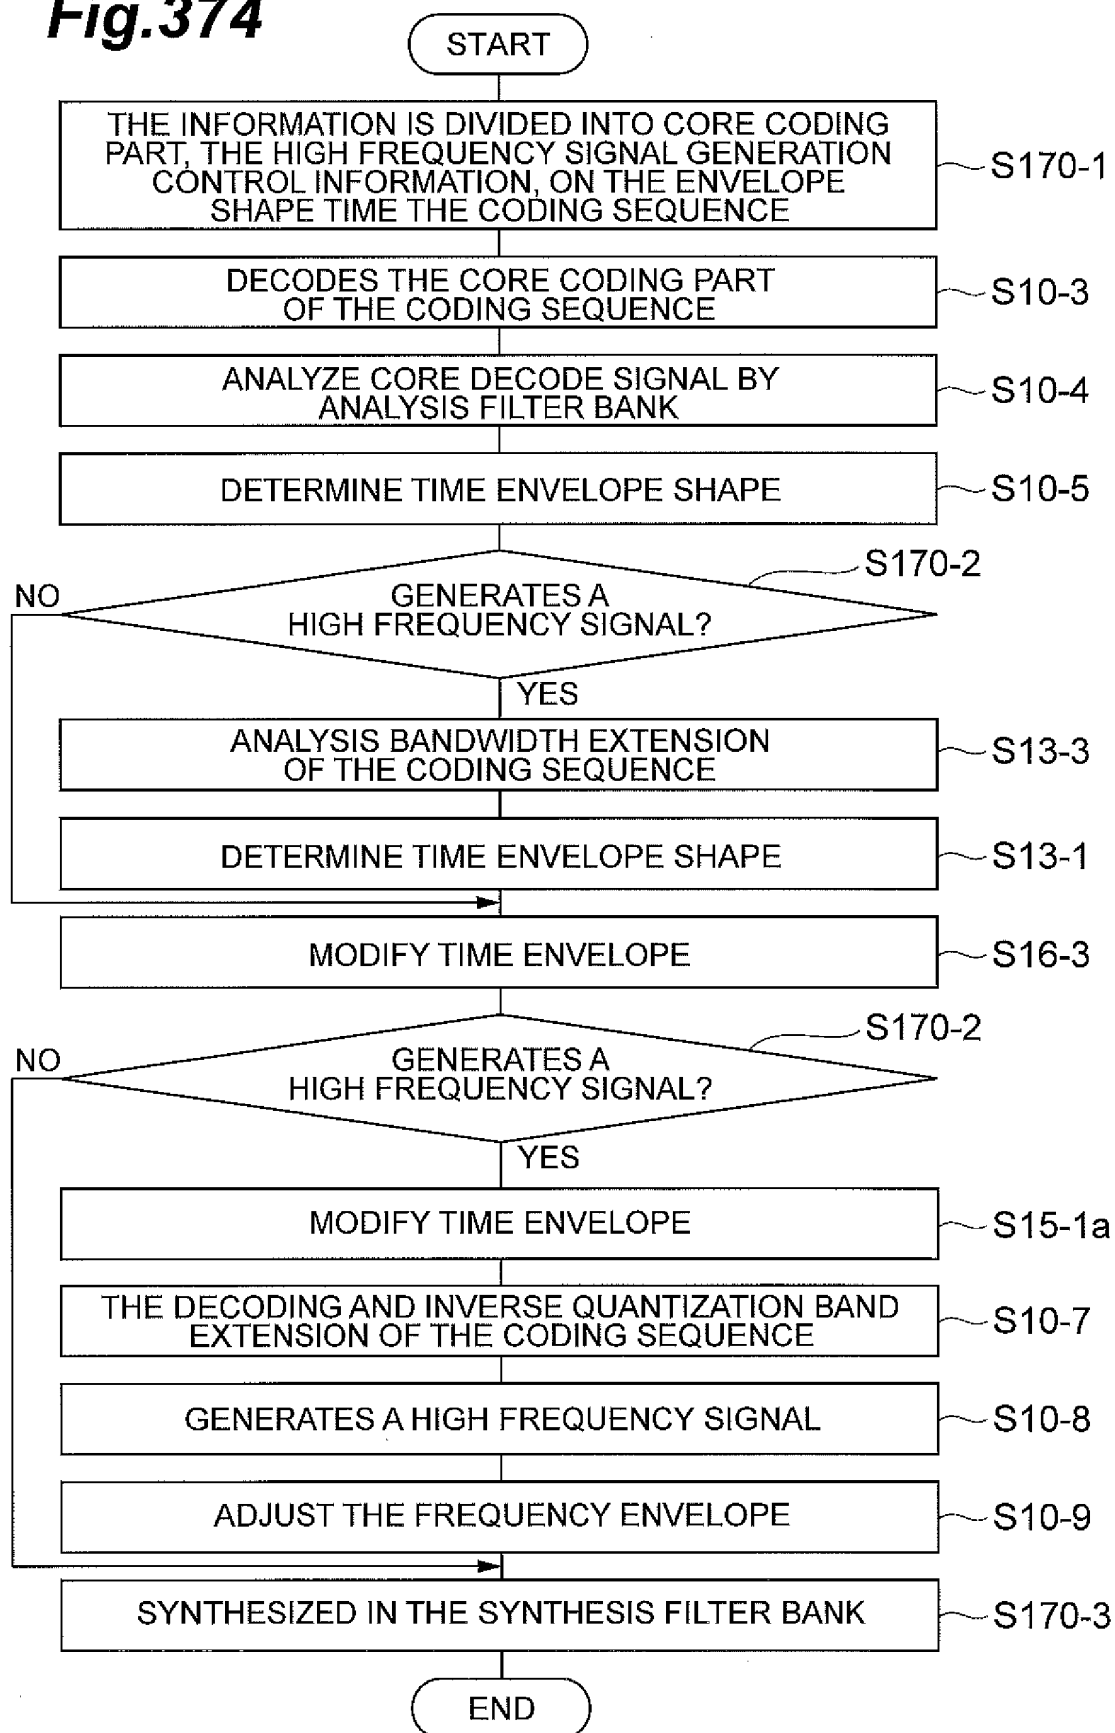 Fig.374
START
THE INFORMATION IS DIVIDED INTO CORE CODING
PART, THE HIGH FREQUENCY SIGNAL GENERATION
CONTROL INFORMATION, ON THE ENVELOPE
SHAPE TIME THE CODING SEQUENCE
S170-1
DECODES THE CORE CODING PART
OF THE CODING SEQUENCE
S10-3
ANALYZE CORE DECODE SIGNAL BY
ANALYSIS FILTER BANK
S10-4
DETERMINE TIME ENVELOPE SHAPE
S10-5
S170-2
NO
GENERATES A
HIGH FREQUENCY SIGNAL?
YES
ANALYSIS BANDWIDTH EXTENSION
OF THE CODING SEQUENCE
S13-3
DETERMINE TIME ENVELOPE SHAPE
S13-1
MODIFY TIME ENVELOPE
S16-3
S170-2
NO
GENERATES A
HIGH FREQUENCY SIGNAL?
YES
MODIFY TIME ENVELOPE
S15-1a
THE DECODING AND INVERSE QUANTIZATION BAND
EXTENSION OF THE CODING SEQUENCE
S10-7
GENERATES A HIGH FREQUENCY SIGNAL
S10-8
ADJUST THE FREQUENCY ENVELOPE
S10-9
SYNTHESIZED IN THE SYNTHESIS FILTER BANK
S170-3
END